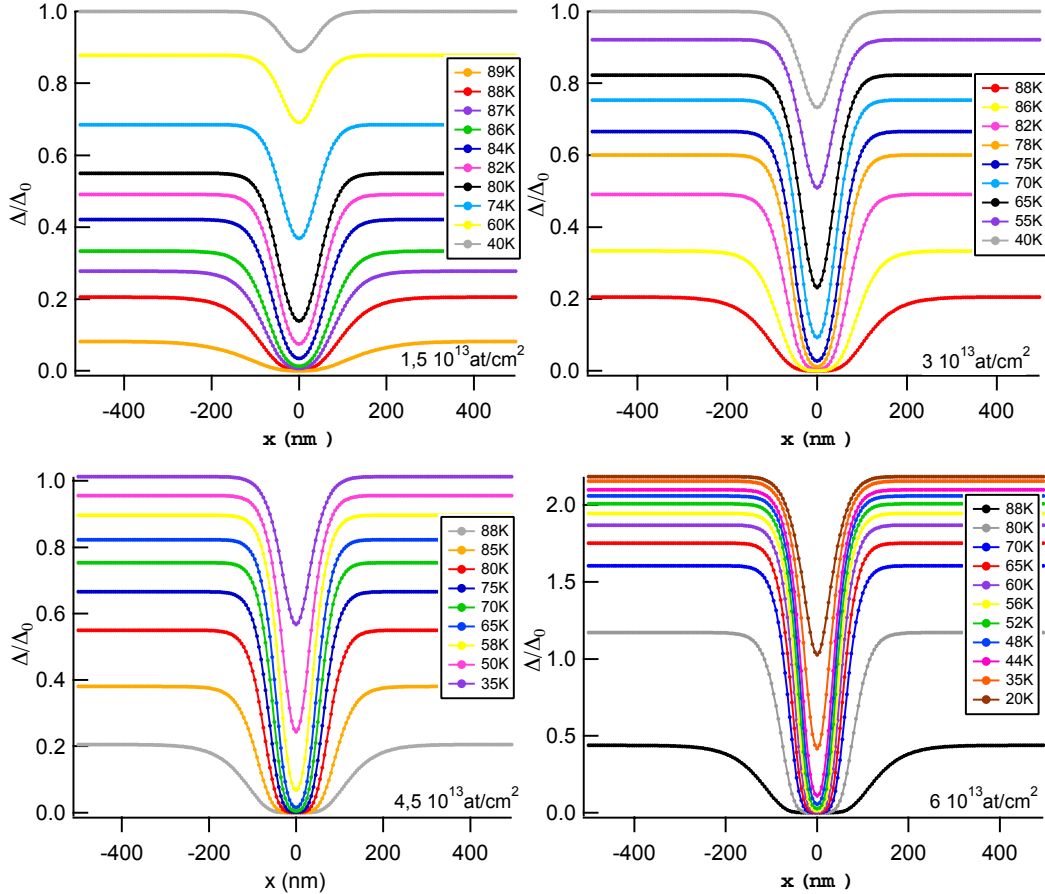 1.0
0.8
0.6
0.4
0.2
0.0
Δ/Δ0
-400 -200 0 200 400
x (nm )
89K
88K
87K
86K
84K
82K
80K
74K
60K
40K
1,5 10^13at/cm^2
1.0
0.8
0.6
0.4
0.2
0.0
Δ/Δ0
-400 -200 0 200 400
x (nm )
88K
86K
82K
78K
75K
70K
65K
55K
40K
3 10^13at/cm^2
1.0
0.8
0.6
0.4
0.2
0.0
Δ/Δ0
-400 -200 0 200 400
x (nm)
88K
85K
80K
75K
70K
65K
58K
50K
35K
4,5 10^13at/cm^2
2.0
1.5
1.0
0.5
0.0
Δ/Δ0
-400 -200 0 200 400
x (nm )
88K
80K
70K
65K
60K
56K
52K
48K
44K
35K
20K
6 10^13at/cm^2